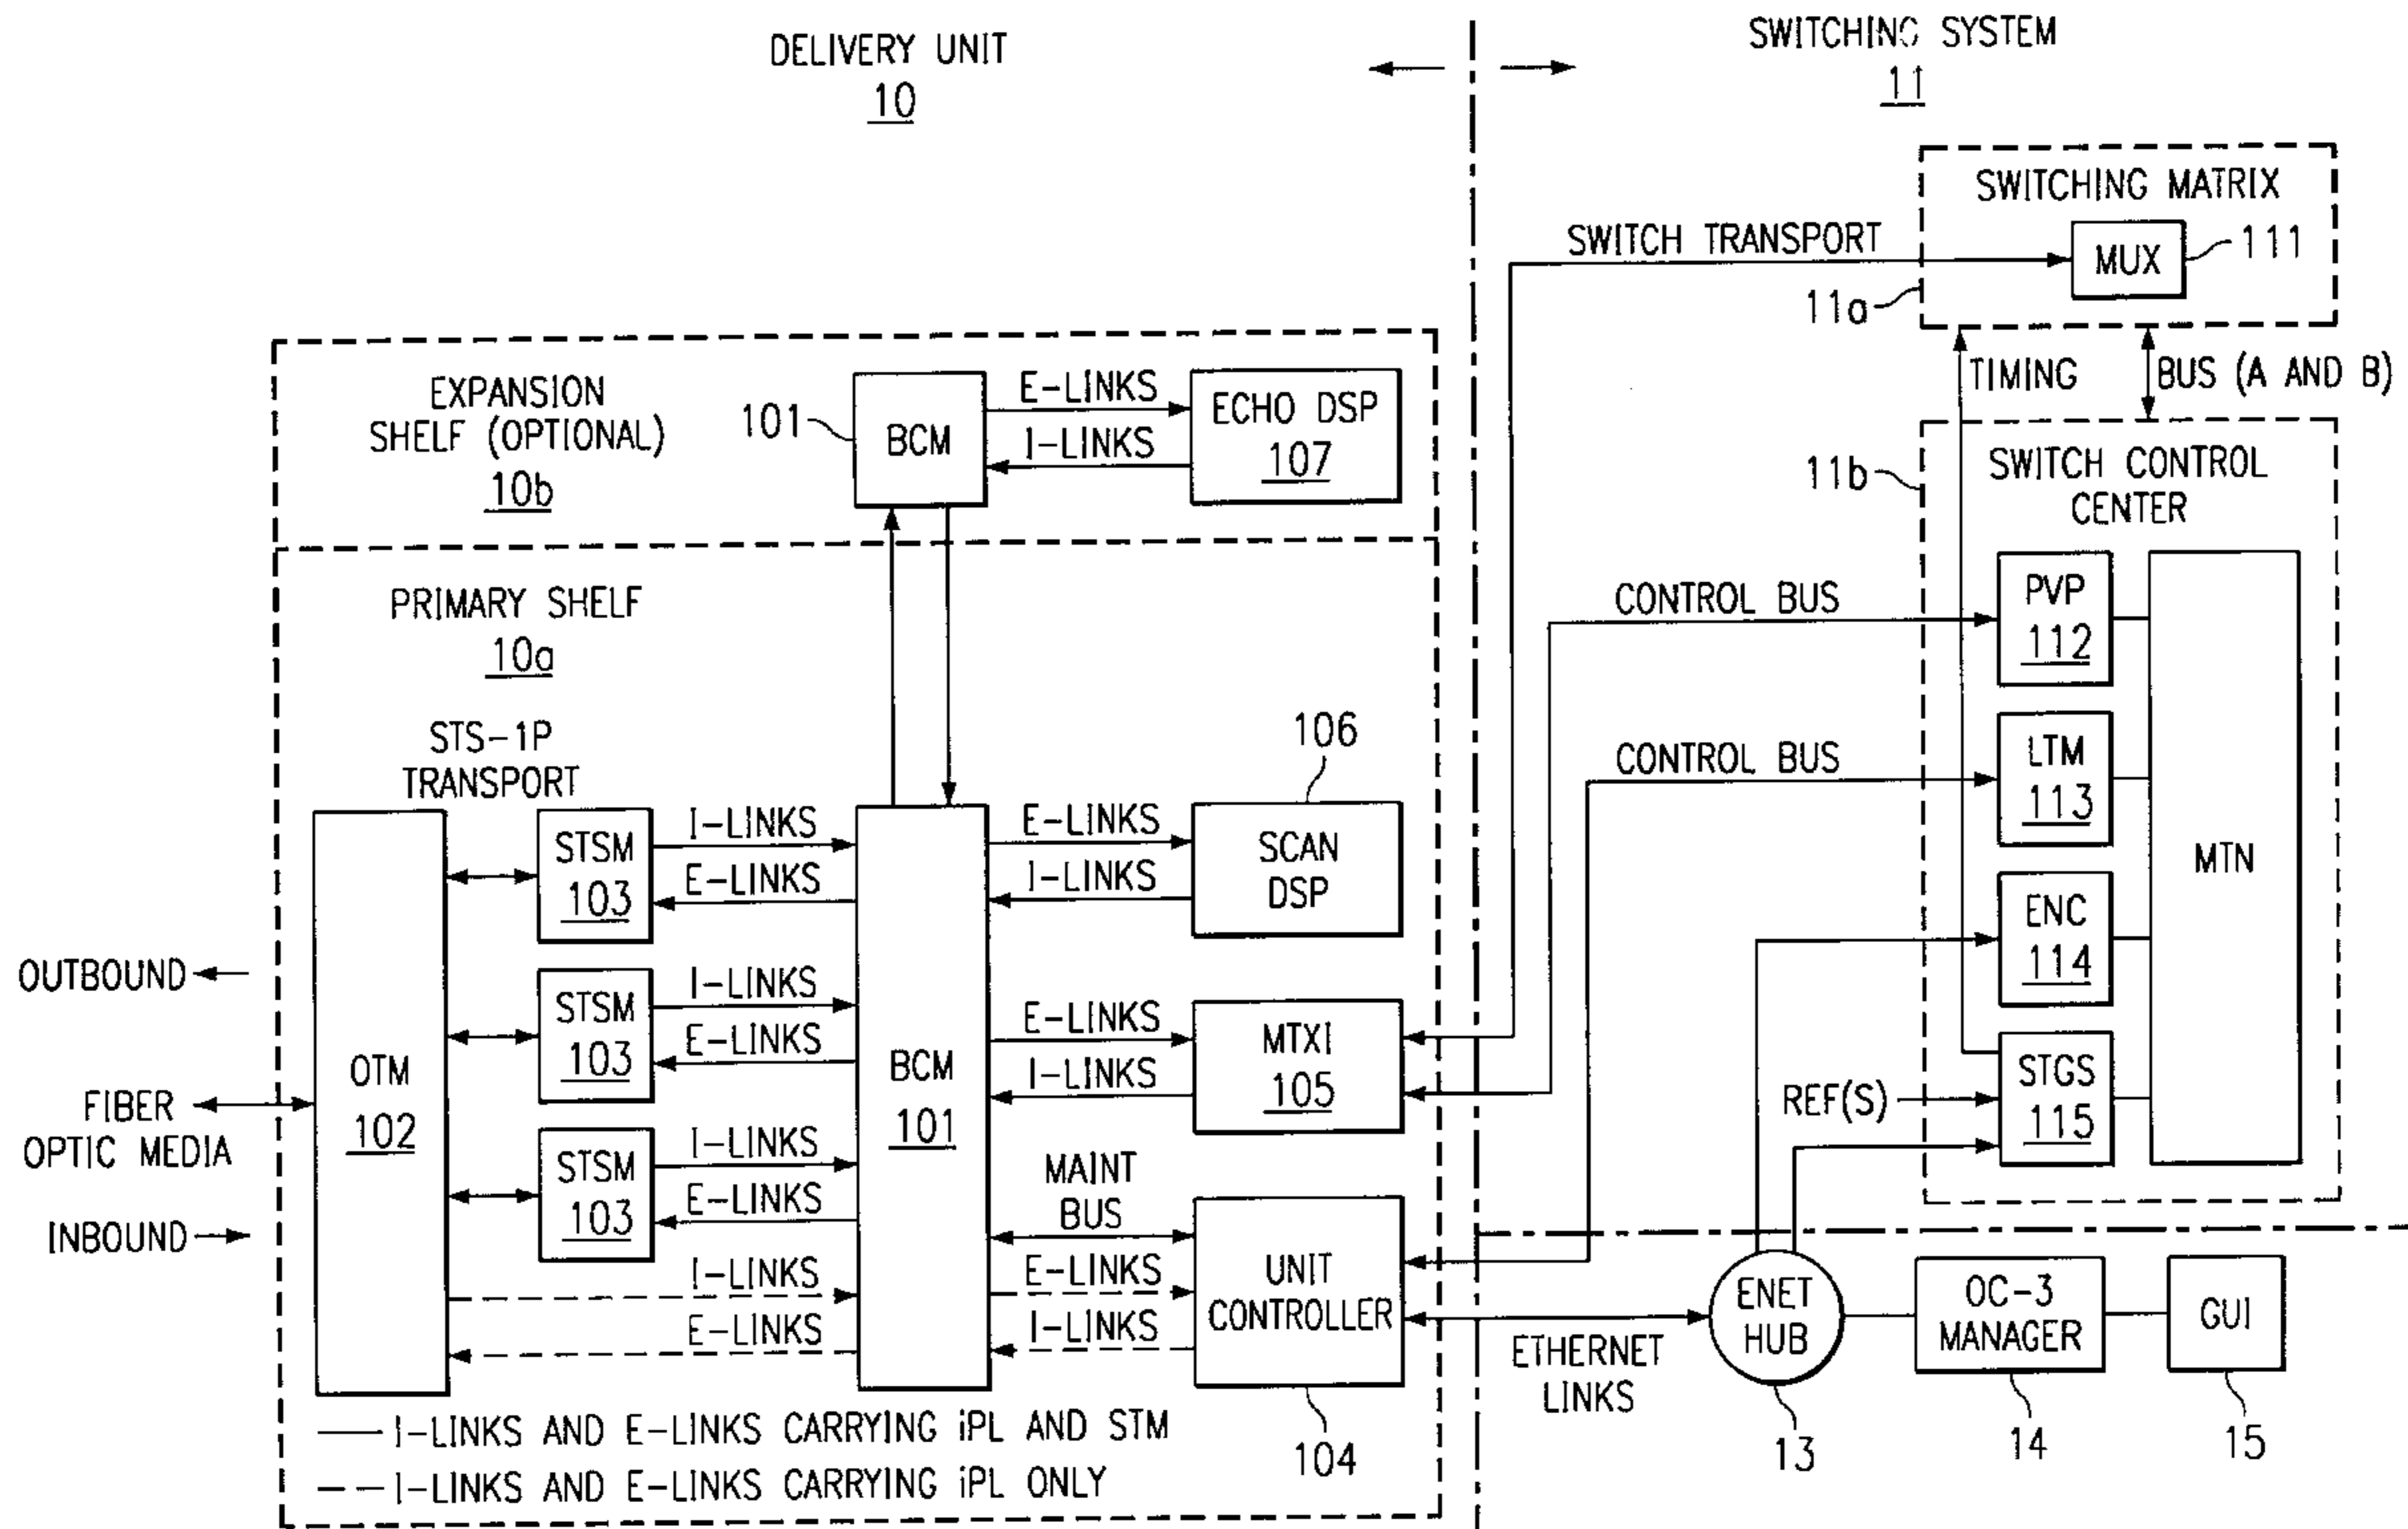 DELIVERY UNIT
10
SWITCHING SYSTEM
11
SWITCHING MATRIX
MUX
111
11a
SWITCH TRANSPORT
TIMING
BUS (A AND B)
EXPANSION
SHELF (OPTIONAL)
10b
101
BCM
E-LINKS
I-LINKS
ECHO DSP
107
11b
SWITCH CONTROL
CENTER
PVP
112
LTM
113
ENC
114
STGS
115
MTN
CONTROL BUS
CONTROL BUS
REF(S)
PRIMARY SHELF
10a
STS-1P
TRANSPORT
OTM
102
STSM
103
I-LINKS
E-LINKS
STSM
103
I-LINKS
E-LINKS
STSM
103
I-LINKS
E-LINKS
I-LINKS
E-LINKS
BCM
101
E-LINKS
I-LINKS
106
SCAN
DSP
E-LINKS
I-LINKS
MTXI
105
MAINT
BUS
E-LINKS
I-LINKS
UNIT
CONTROLLER
104
OUTBOUND
FIBER
OPTIC MEDIA
INBOUND
ETHERNET
LINKS
ENET
HUB
13
OC-3
MANAGER
14
GUI
15
I-LINKS AND E-LINKS CARRYING iPL AND STM
I-LINKS AND E-LINKS CARRYING iPL ONLY